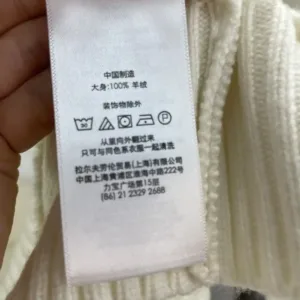 中国制造
大身:100% 羊绒
装饰物除外
从里向外翻过来
只可与同色系衣服一起清洗
拉尔夫劳伦贸易(上海)有限公司
中国上海黄浦区淮海中路222号
力宝广场第15层
(86) 21 2329 2688